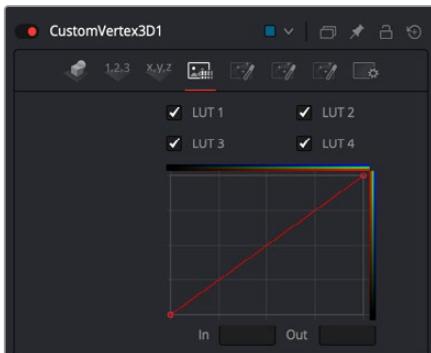 CustomVertex3D1
1,2,3 x,y,z
LUT 1 LUT 2
LUT 3 LUT 4
In Out